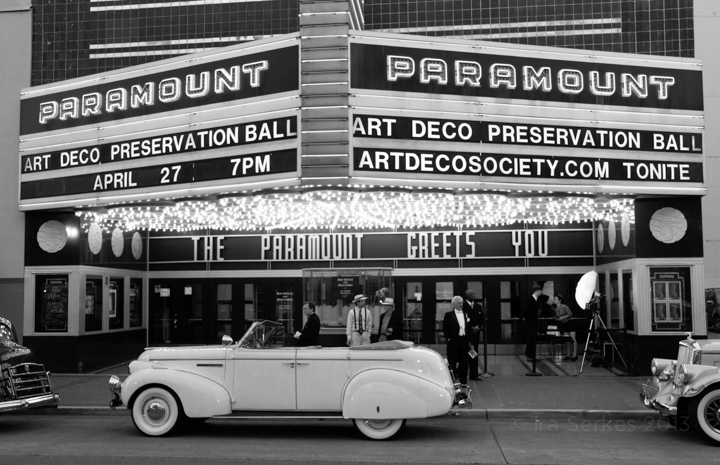 PARAMOUNT
ART DECO PRESERVATION BALL
APRIL 27 7PM
PARAMOUNT
ART DECO PRESERVATION BALL
ARTDECOSOCIETY.COM TONITE
THE PARAMOUNT GREETS YOU
© Ira Serkes 2013